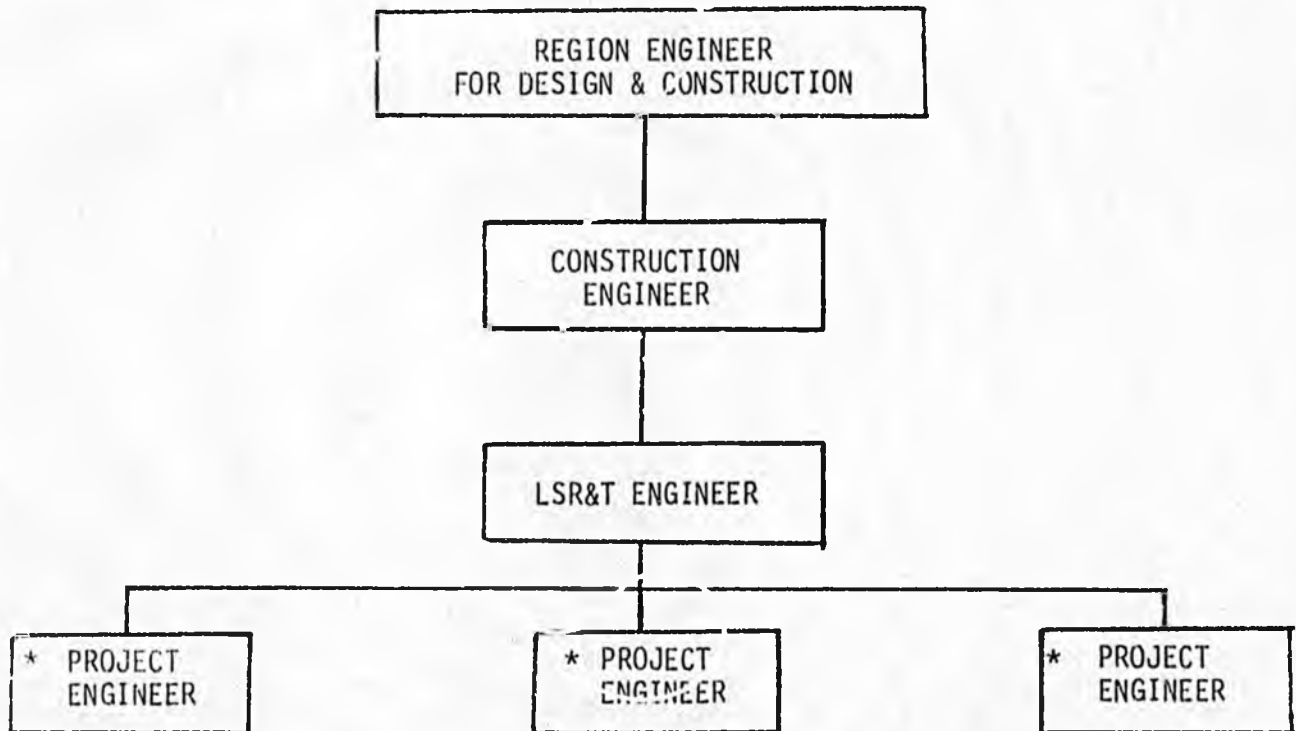 REGION ENGINEER
FOR DESIGN & CONSTRUCTION
CONSTRUCTION
ENGINEER
LSR&T ENGINEER
* PROJECT
ENGINEER
* PROJECT
ENGINEER
* PROJECT
ENGINEER